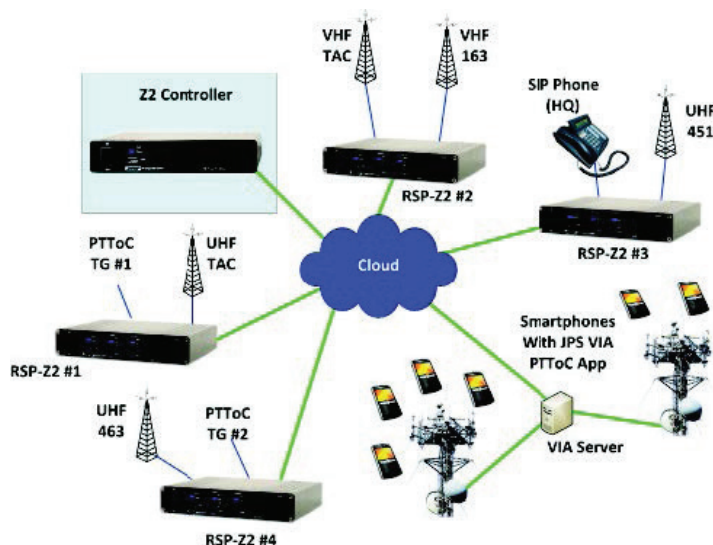 VHF
TAC
VHF
163
Z2 Controller
SIP Phone
(HQ)
UHF
451
RSP-Z2 #2
PTToC
TG #1
UHF
TAC
Cloud
RSP-Z2 #3
Smartphones
With JPS VIA
PTToC App
RSP-Z2 #1
UHF
463
PTToC
TG #2
VIA Server
RSP-Z2 #4